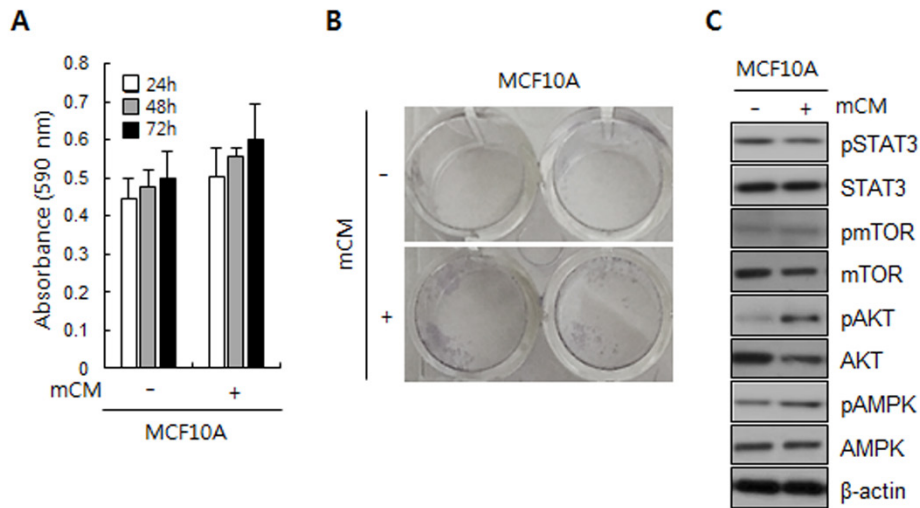 A
0.8
0.7
0.6
0.5
0.4
0.3
0.2
0.1
0
Absorbance (590 nm)
24h
48h
72h
mCM - +
MCF10A
B
MCF10A
mCM
-
+
C
MCF10A
- + mCM
pSTAT3
STAT3
pmTOR
mTOR
pAKT
AKT
pAMPK
AMPK
β-actin